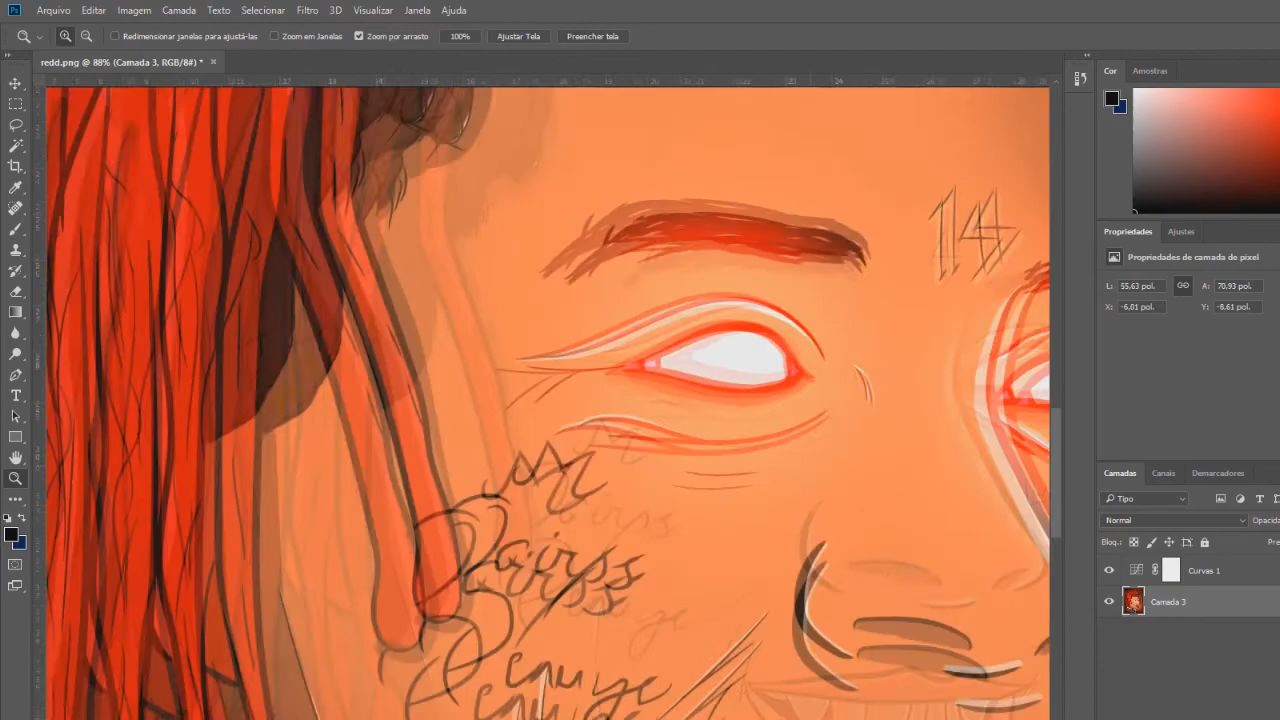 Ps Arquivo Editar Imagem Camada Texto Selecionar Filtro 3D Visualizar Janela Ajuda
Redimensionar janelas para ajustá-las Zoom em Janelas Zoom por arrasto 100% Ajustar Tela Preencher tela
redd.png @ 88% (Camada 3, RGB/8#) * ×
Cor Amostras
Propriedades Ajustes
Propriedades de camada de pixel
L: 55,63 pol. A: 70,93 pol.
X: -6,01 pol. Y: -8,61 pol.
Camadas Canais Demarcadores
Tipo
Normal Opacida
Bloq.: Pre
Curvas 1
Camada 3